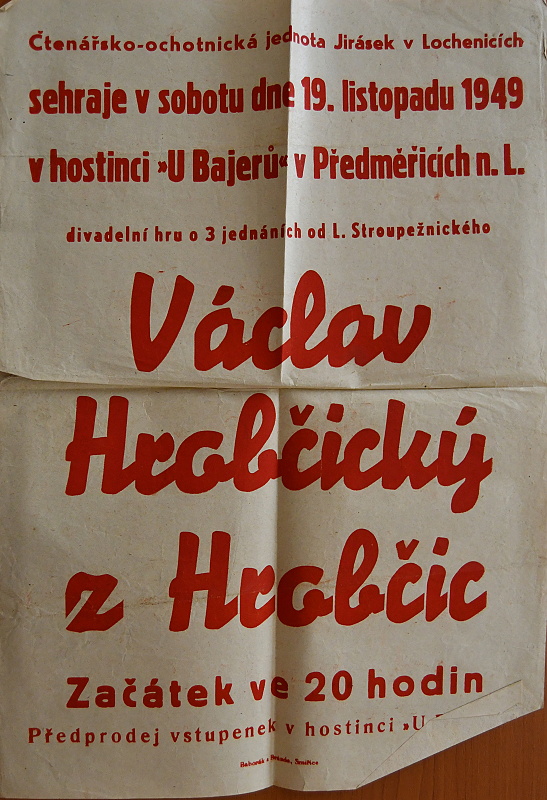 Čtenářsko-ochotnická jednota Jirásek v Lochenicích
sehraje v sobotu dne 19. listopadu 1949
v hostinci »U Bajerů« v Předměřicích n. L.
divadelní hru o 3 jednáních od L. Stroupežnického
Václav
Hrobčický
z Hrobčic
Začátek ve 20 hodin
Předprodej vstupenek v hostinci »U
Smiřice